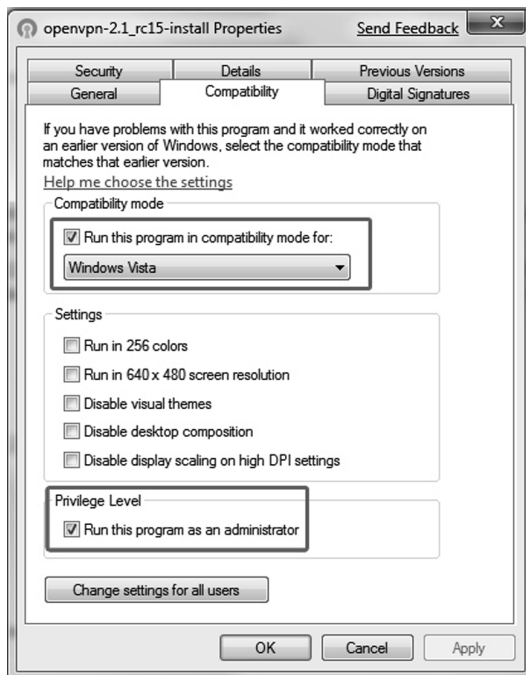 openvpn-2.1_rc15-install Properties Send Feedback
Security Details Previous Versions
General Compatibility Digital Signatures
If you have problems with this program and it worked correctly on
an earlier version of Windows, select the compatibility mode that
matches that earlier version.
Help me choose the settings
Compatibility mode
Run this program in compatibility mode for:
Windows Vista
Settings
Run in 256 colors
Run in 640 x 480 screen resolution
Disable visual themes
Disable desktop composition
Disable display scaling on high DPI settings
Privilege Level
Run this program as an administrator
Change settings for all users
OK Cancel Apply